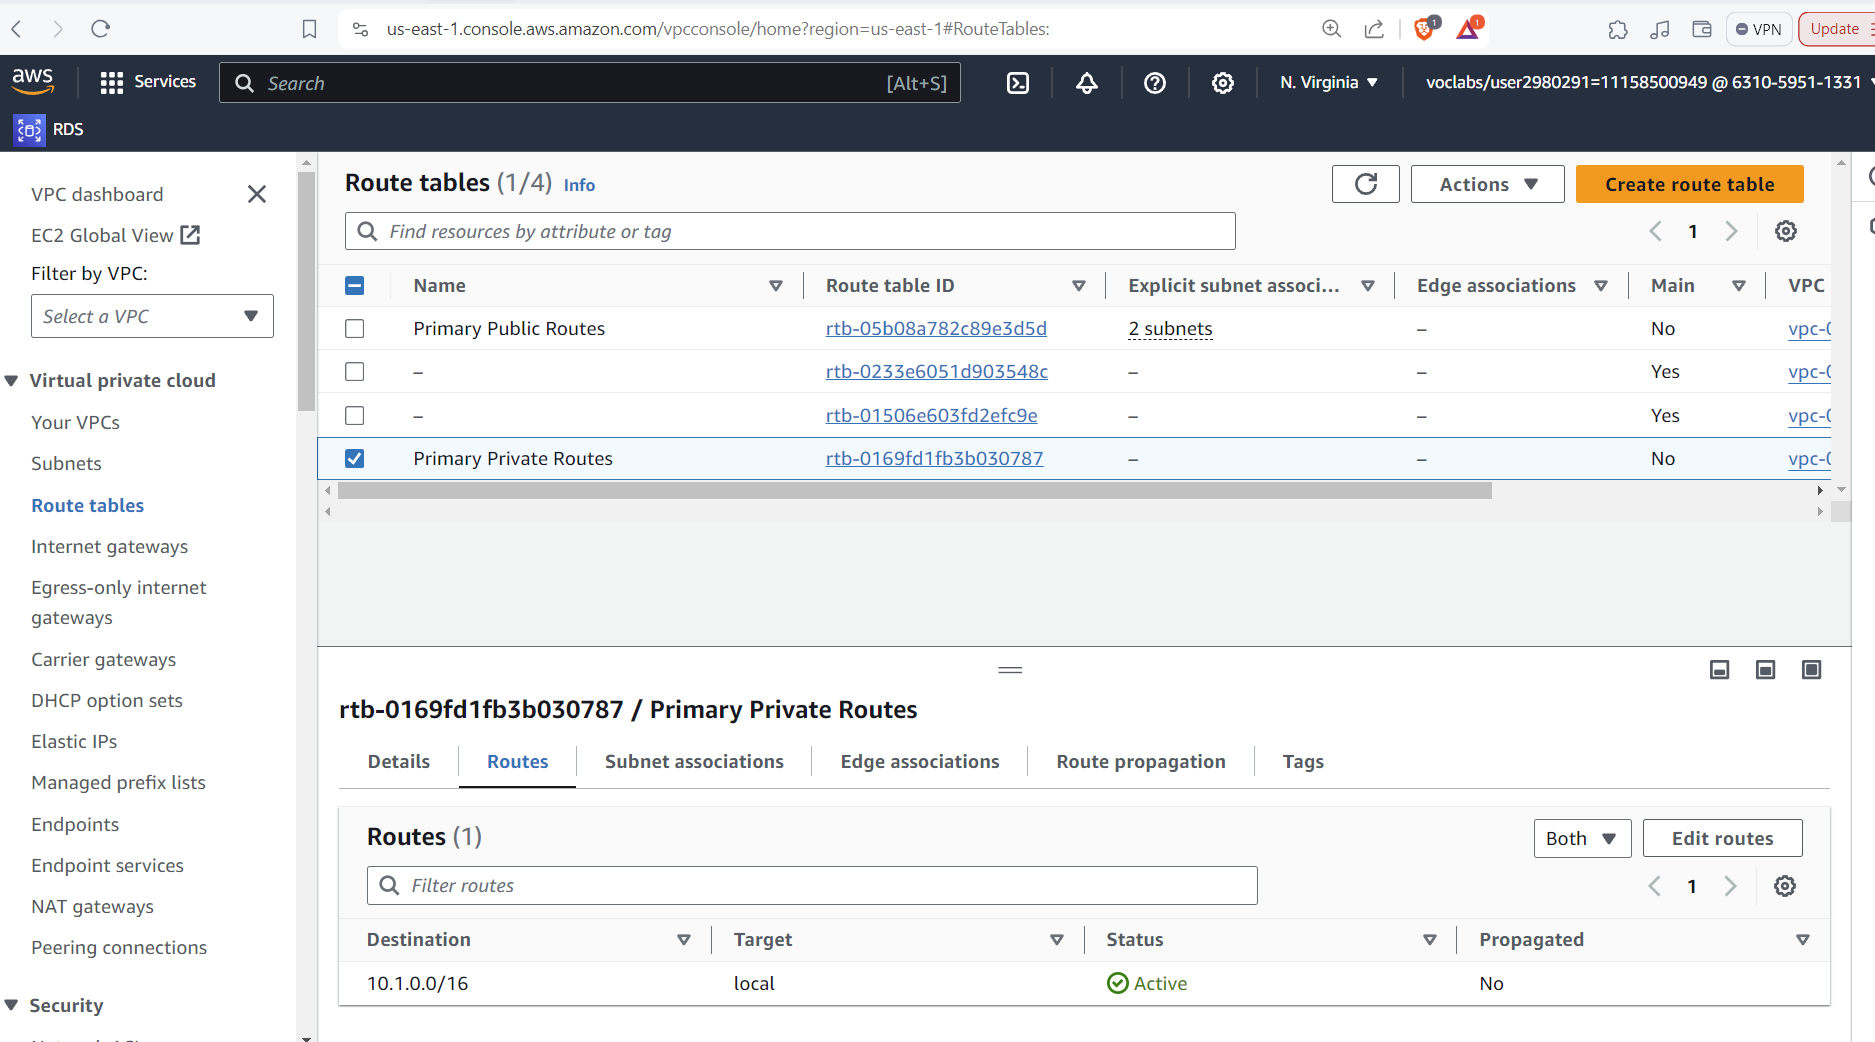 us-east-1.console.aws.amazon.com/vpcconsole/home?region=us-east-1#RouteTables:
1
1
VPN
Update
aws
Services
Search
[Alt+S]
N. Virginia
voclabs/user2980291=11158500949 @ 6310-5951-1331
RDS
VPC dashboard
EC2 Global View
Filter by VPC:
Select a VPC
Virtual private cloud
Your VPCs
Subnets
Route tables
Internet gateways
Egress-only internet
gateways
Carrier gateways
DHCP option sets
Elastic IPs
Managed prefix lists
Endpoints
Endpoint services
NAT gateways
Peering connections
Security
Route tables (1/4) Info
Actions
Create route table
Find resources by attribute or tag
1
Name Route table ID Explicit subnet associ... Edge associations Main VPC
Primary Public Routes rtb-05b08a782c89e3d5d 2 subnets – No vpc-0
– rtb-0233e6051d903548c – – Yes vpc-0
– rtb-01506e603fd2efc9e – – Yes vpc-0
Primary Private Routes rtb-0169fd1fb3b030787 – – No vpc-0
rtb-0169fd1fb3b030787 / Primary Private Routes
Details Routes Subnet associations Edge associations Route propagation Tags
Routes (1)
Both
Edit routes
Filter routes
1
Destination Target Status Propagated
10.1.0.0/16 local Active No